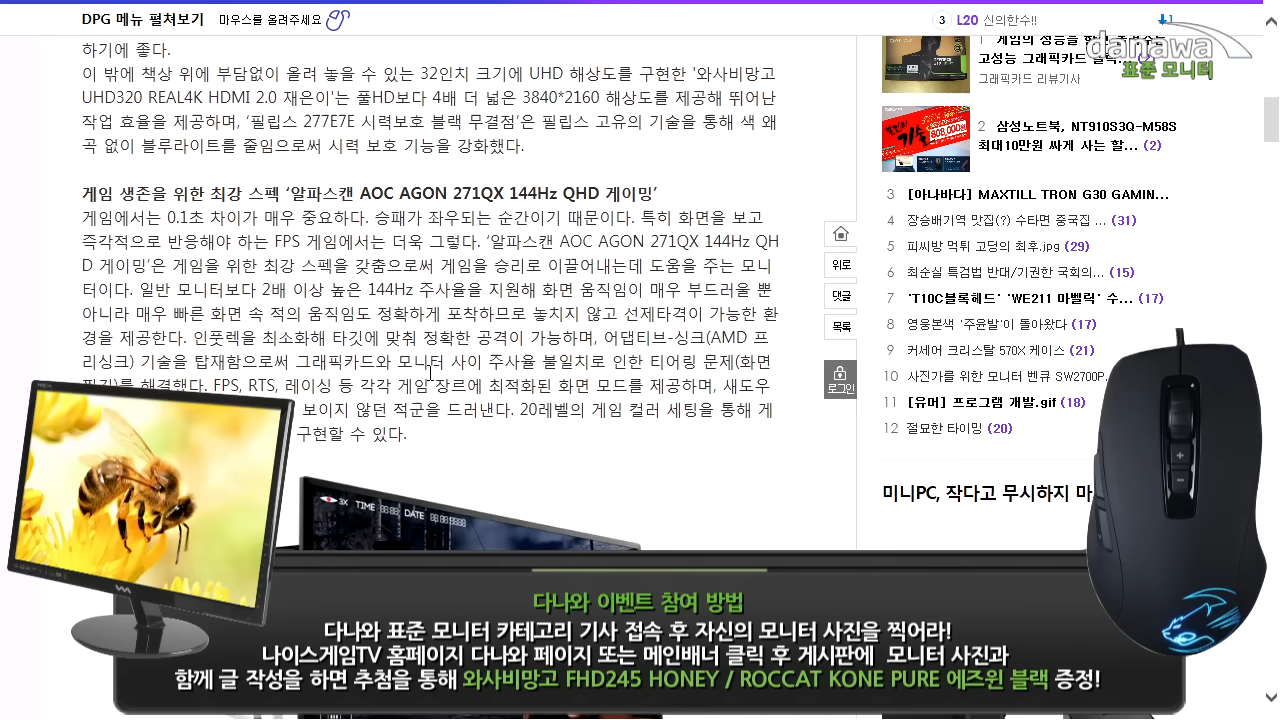 DPG 메뉴 펼쳐보기 마우스를 올려주세요
3 L20 신의한수!!
1
danawa
표준 모니터
하기에 좋다.
이 밖에 책상 위에 부담없이 올려 놓을 수 있는 32인치 크기에 UHD 해상도를 구현한 '와사비망고
UHD320 REAL4K HDMI 2.0 재은이'는 풀HD보다 4배 더 넓은 3840*2160 해상도를 제공해 뛰어난
작업 효율을 제공하며, '필립스 277E7E 시력보호 블랙 무결점'은 필립스 고유의 기술을 통해 색 왜
곡 없이 블루라이트를 줄임으로써 시력 보호 기능을 강화했다.
게임 생존을 위한 최강 스펙 ‘알파스캔 AOC AGON 271QX 144Hz QHD 게이밍’
게임에서는 0.1초 차이가 매우 중요하다. 승패가 좌우되는 순간이기 때문이다. 특히 화면을 보고
즉각적으로 반응해야 하는 FPS 게임에서는 더욱 그렇다. ‘알파스캔 AOC AGON 271QX 144Hz QH
D 게이밍’은 게임을 위한 최강 스펙을 갖춤으로써 게임을 승리로 이끌어내는데 도움을 주는 모니
터이다. 일반 모니터보다 2배 이상 높은 144Hz 주사율을 지원해 화면 움직임이 매우 부드러울 뿐
아니라 매우 빠른 화면 속 적의 움직임도 정확하게 포착하므로 놓치지 않고 선제타격이 가능한 환
경을 제공한다. 인풋렉을 최소화해 타깃에 맞춰 정확한 공격이 가능하며, 어댑티브-싱크(AMD 프
리싱크) 기술을 탑재함으로써 그래픽카드와 모니터 사이 주사율 불일치로 인한 티어링 문제(화면
해결했다. FPS, RTS, 레이싱 등 각각 게임 장르에 최적화된 화면 모드를 제공하며, 새도우
보이지 않던 적군을 드러낸다. 20레벨의 게임 컬러 세팅을 통해 게
구현할 수 있다.
위로
댓글
목록
로그인
1 게임의 성능을
고성능 그래픽카드
그래픽카드 리뷰기사
2 삼성노트북, NT910S3Q-M58S
최대10만원 싸게 사는 할... (2)
3 [아나바다] MAXTILL TRON G30 GAMIN...
4 장승배기역 맛집(?) 수타면 중국집 ... (31)
5 피씨방 먹튀 고딩의 최후.jpg (29)
6 최순실 특검법 반대/기권한 국회의... (15)
7 'T10C블록헤드' 'WE211 마빌릭' 수... (17)
8 영웅본색 '주윤발'이 돌아왔다 (17)
9 커세어 크리스탈 570X 케이스 (21)
10 사진가를 위한 모니터 벤큐 SW2700P
11 [유머] 프로그램 개발.gif (18)
12 절묘한 타이밍 (20)
미니PC, 작다고 무시하지 마
3X TIME 88:88 DATE 88.88.8888
다나와 이벤트 참여 방법
다나와 표준 모니터 카테고리 기사 접속 후 자신의 모니터 사진을 찍어라!
나이스게임TV 홈페이지 다나와 페이지 또는 메인배너 클릭 후 게시판에 모니터 사진과
함께 글 작성을 하면 추첨을 통해 와사비망고 FHD245 HONEY / ROCCAT KONE PURE 에즈윈 블랙 증정!